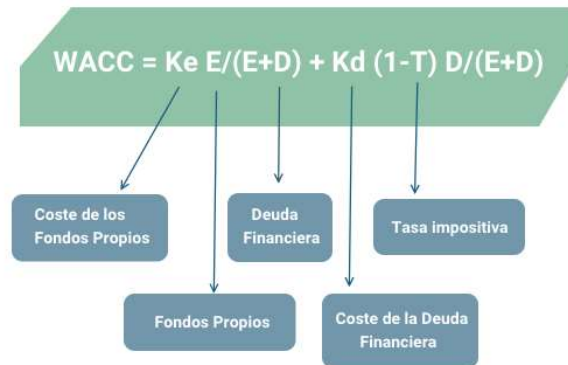 WACC = Ke E/(E+D) + Kd (1-T) D/(E+D)
Coste de los
Fondos Propios
Deuda
Financiera
Tasa impositiva
Fondos Propios
Coste de la Deuda
Financiera